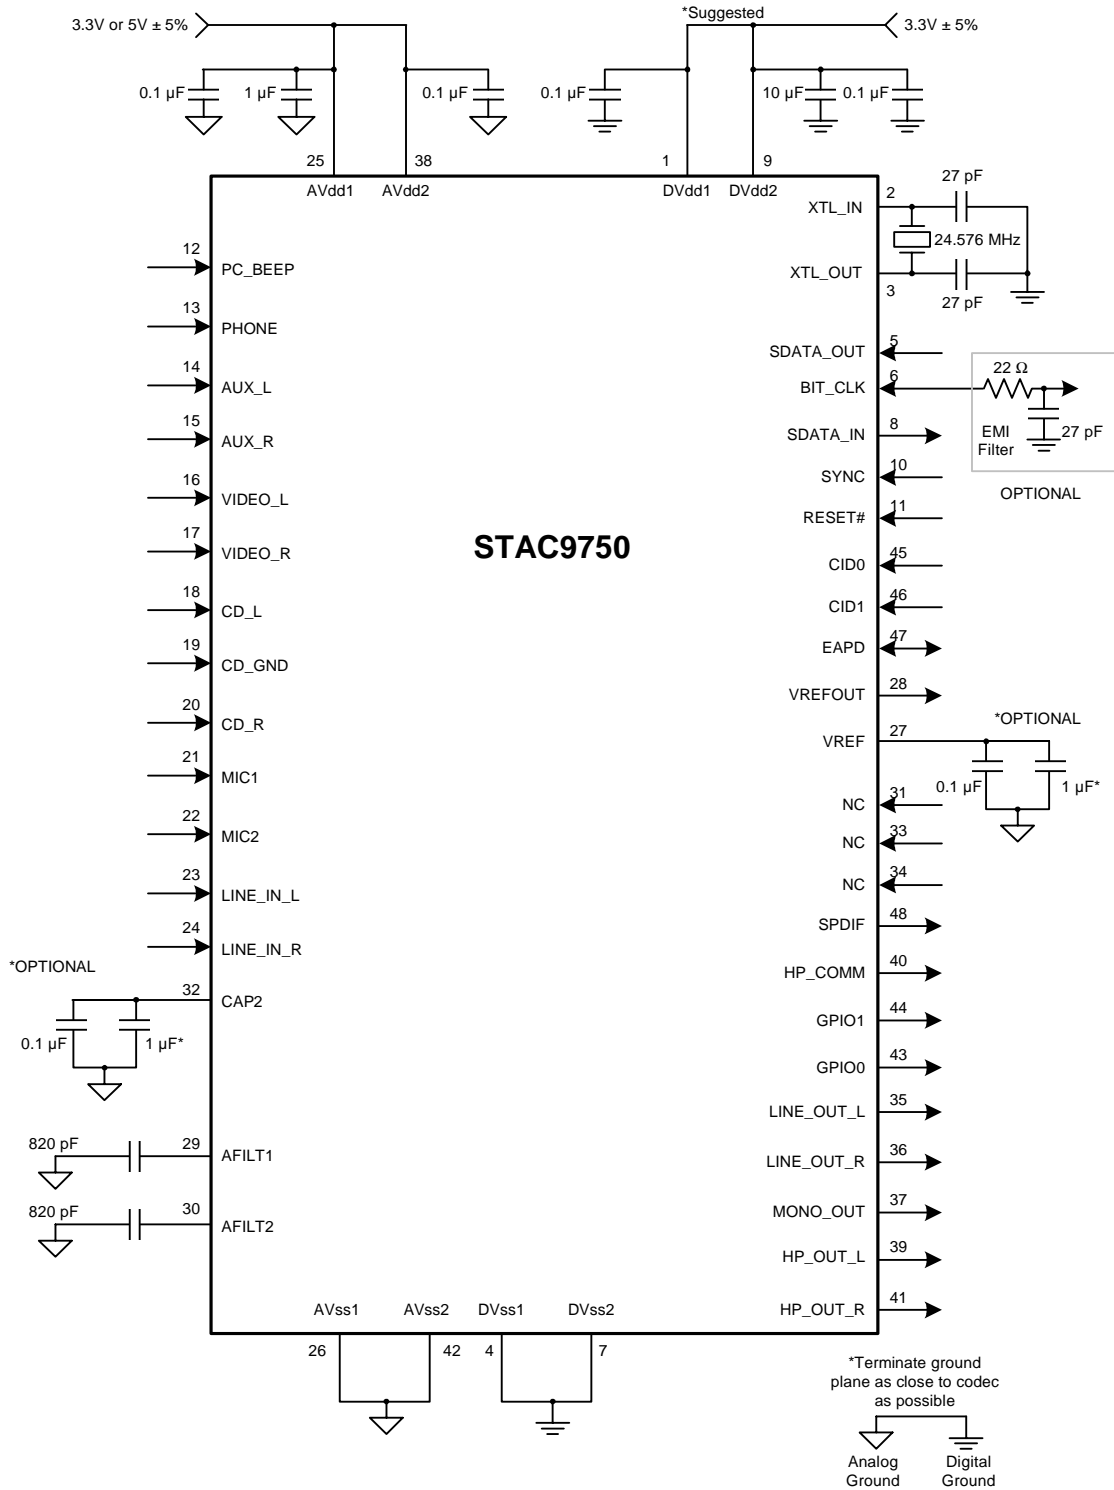 *Suggested
3.3V or 5V ± 5%
3.3V ± 5%
0.1 µF
1 µF
0.1 µF
0.1 µF
10 µF
0.1 µF
25
38
1
9
AVdd1
AVdd2
DVdd1
DVdd2
STAC9750
12
PC_BEEP
13
PHONE
14
AUX_L
15
AUX_R
16
VIDEO_L
17
VIDEO_R
18
CD_L
19
CD_GND
20
CD_R
21
MIC1
22
MIC2
23
LINE_IN_L
24
LINE_IN_R
*OPTIONAL
32
CAP2
0.1 µF
1 µF*
820 pF
29
AFILT1
820 pF
30
AFILT2
XTL_IN
2
27 pF
24.576 MHz
XTL_OUT
3
27 pF
SDATA_OUT
5
BIT_CLK
6
22 Ω
EMI
Filter
27 pF
OPTIONAL
SDATA_IN
8
SYNC
10
RESET#
11
CID0
45
CID1
46
EAPD
47
VREFOUT
28
*OPTIONAL
VREF
27
0.1 µF
1 µF*
NC
31
NC
33
NC
34
SPDIF
48
HP_COMM
40
GPIO1
44
GPIO0
43
LINE_OUT_L
35
LINE_OUT_R
36
MONO_OUT
37
HP_OUT_L
39
HP_OUT_R
41
AVss1
AVss2
DVss1
DVss2
26
42
4
7
*Terminate ground
plane as close to codec
as possible
Analog
Ground
Digital
Ground